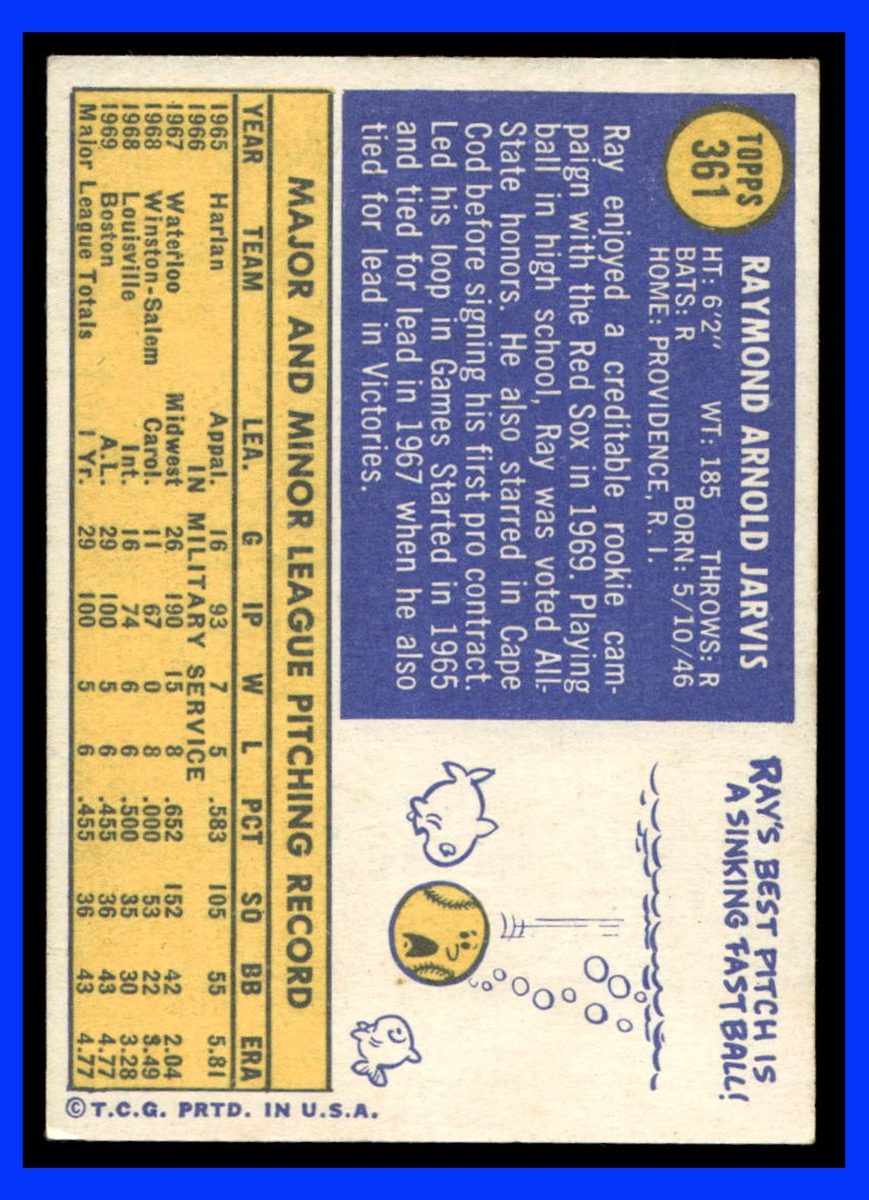 TOPPS
361
RAYMOND ARNOLD JARVIS
HT: 6'2" WT: 185 THROWS: R
BATS: R BORN: 5/10/46
HOME: PROVIDENCE, R. I.
Ray enjoyed a creditable rookie cam-
paign with the Red Sox in 1969. Playing
ball in high school, Ray was voted All-
State honors. He also starred in Cape
Cod before signing his first pro contract.
Led his loop in Games Started in 1965
and tied for lead in 1967 when he also
tied for lead in Victories.
RAY'S BEST PITCH IS
A SINKING FAST BALL!
MAJOR AND MINOR LEAGUE PITCHING RECORD
YEAR TEAM LEA. G IP W L PCT SO BB ERA
1965 Harlan Appal. 16 93 7 5 .583 105 55 5.81
1966 IN MILITARY SERVICE
1967 Waterloo Midwest 26 190 15 8 .652 152 42 2.04
1968 Winston-Salem Carol. 11 67 0 8 .000 53 22 3.49
1968 Louisville Int. 16 74 6 6 .500 35 30 3.28
1969 Boston A.L. 29 100 5 6 .455 36 43 4.77
Major League Totals 1 Yr. 29 100 5 6 .455 36 43 4.77
© T.C.G. PRTD. IN U.S.A.